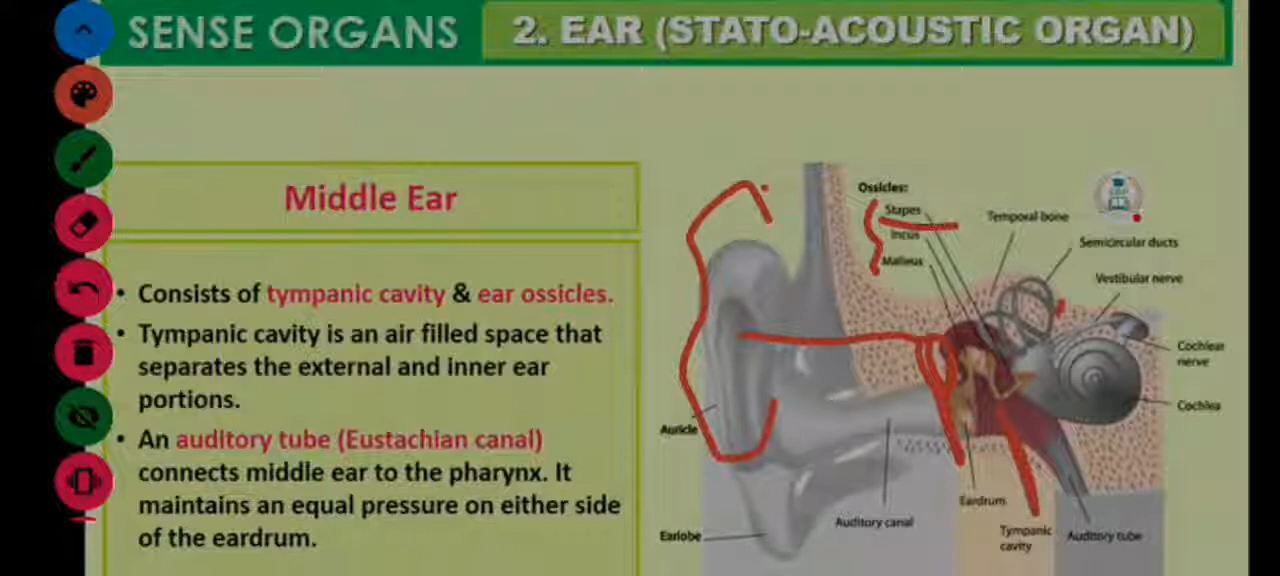 SENSE ORGANS
2. EAR (STATO-ACOUSTIC ORGAN)
Middle Ear
• Consists of tympanic cavity & ear ossicles.
• Tympanic cavity is an air filled space that
separates the external and inner ear
portions.
• An auditory tube (Eustachian canal)
connects middle ear to the pharynx. It
maintains an equal pressure on either side
of the eardrum.
Ossicles:
Stapes
Incus
Malleus
Temporal bone
Semicircular ducts
Vestibular nerve
Cochlear
nerve
Cochlea
Auricle
Eardrum
Auditory canal
Tympanic
cavity
Auditory tube
Earlobe